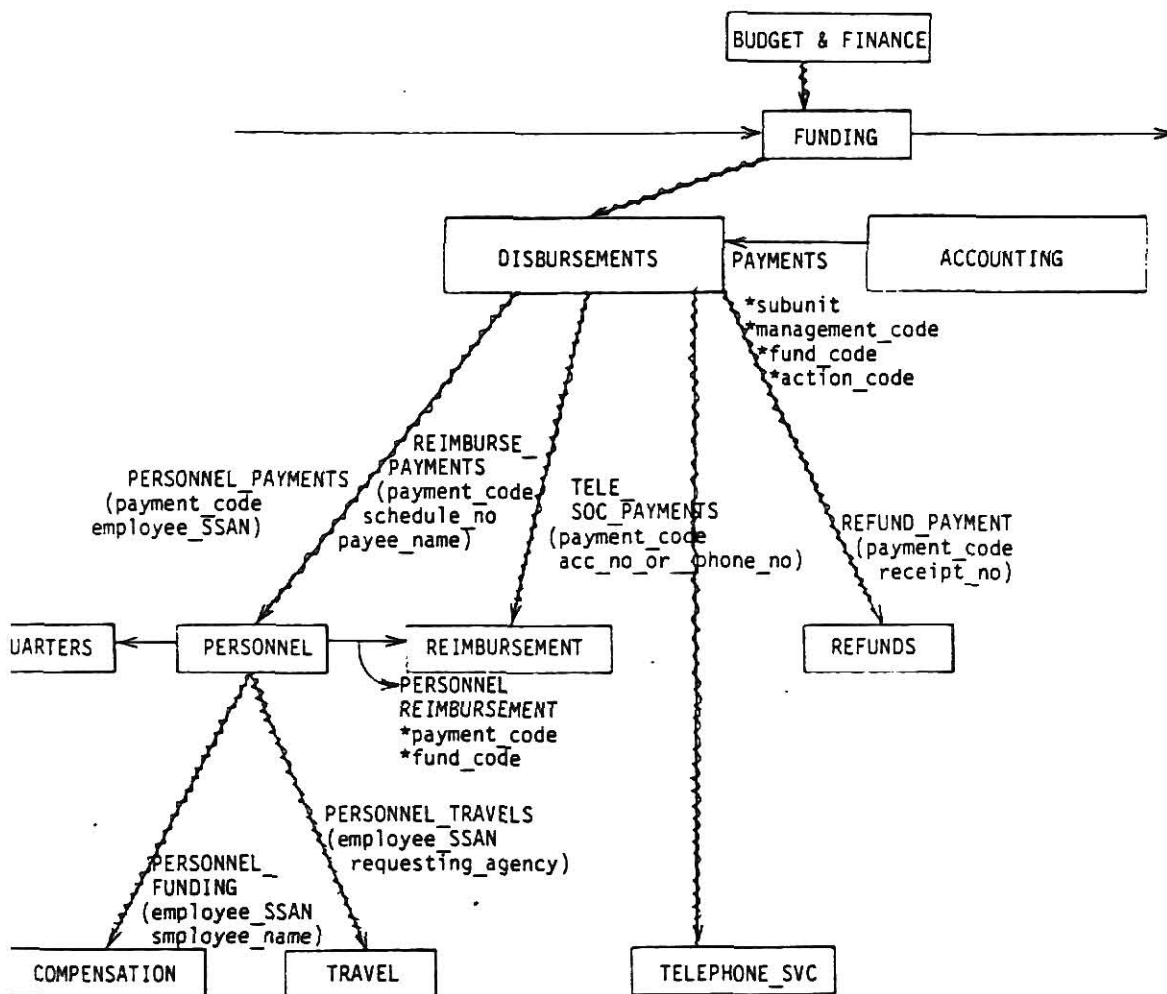 BUDGET & FINANCE
FUNDING
DISBURSEMENTS
PAYMENTS
ACCOUNTING
*subunit
*management_code
*fund_code
*action_code
PERSONNEL_PAYMENTS
(payment_code
employee_SSAN)
REIMBURSE_
PAYMENTS
(payment_code
schedule_no
payee_name)
TELE_
SOC_PAYMENTS
(payment_code
acc_no_or_phone_no)
REFUND_PAYMENT
(payment_code
receipt_no)
UARTERS
PERSONNEL
REIMBURSEMENT
REFUNDS
PERSONNEL
REIMBURSEMENT
*payment_code
*fund_code
PERSONNEL_TRAVELS
(employee_SSAN
requesting_agency)
PERSONNEL_
FUNDING
(employee_SSAN
smployee_name)
COMPENSATION
TRAVEL
TELEPHONE_SVC